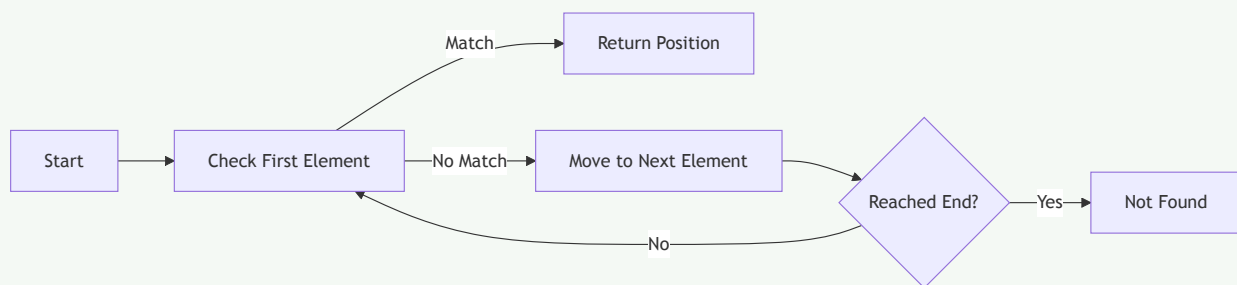 Start
Check First Element
Match
Return Position
No Match
Move to Next Element
Reached End?
Yes
Not Found
No